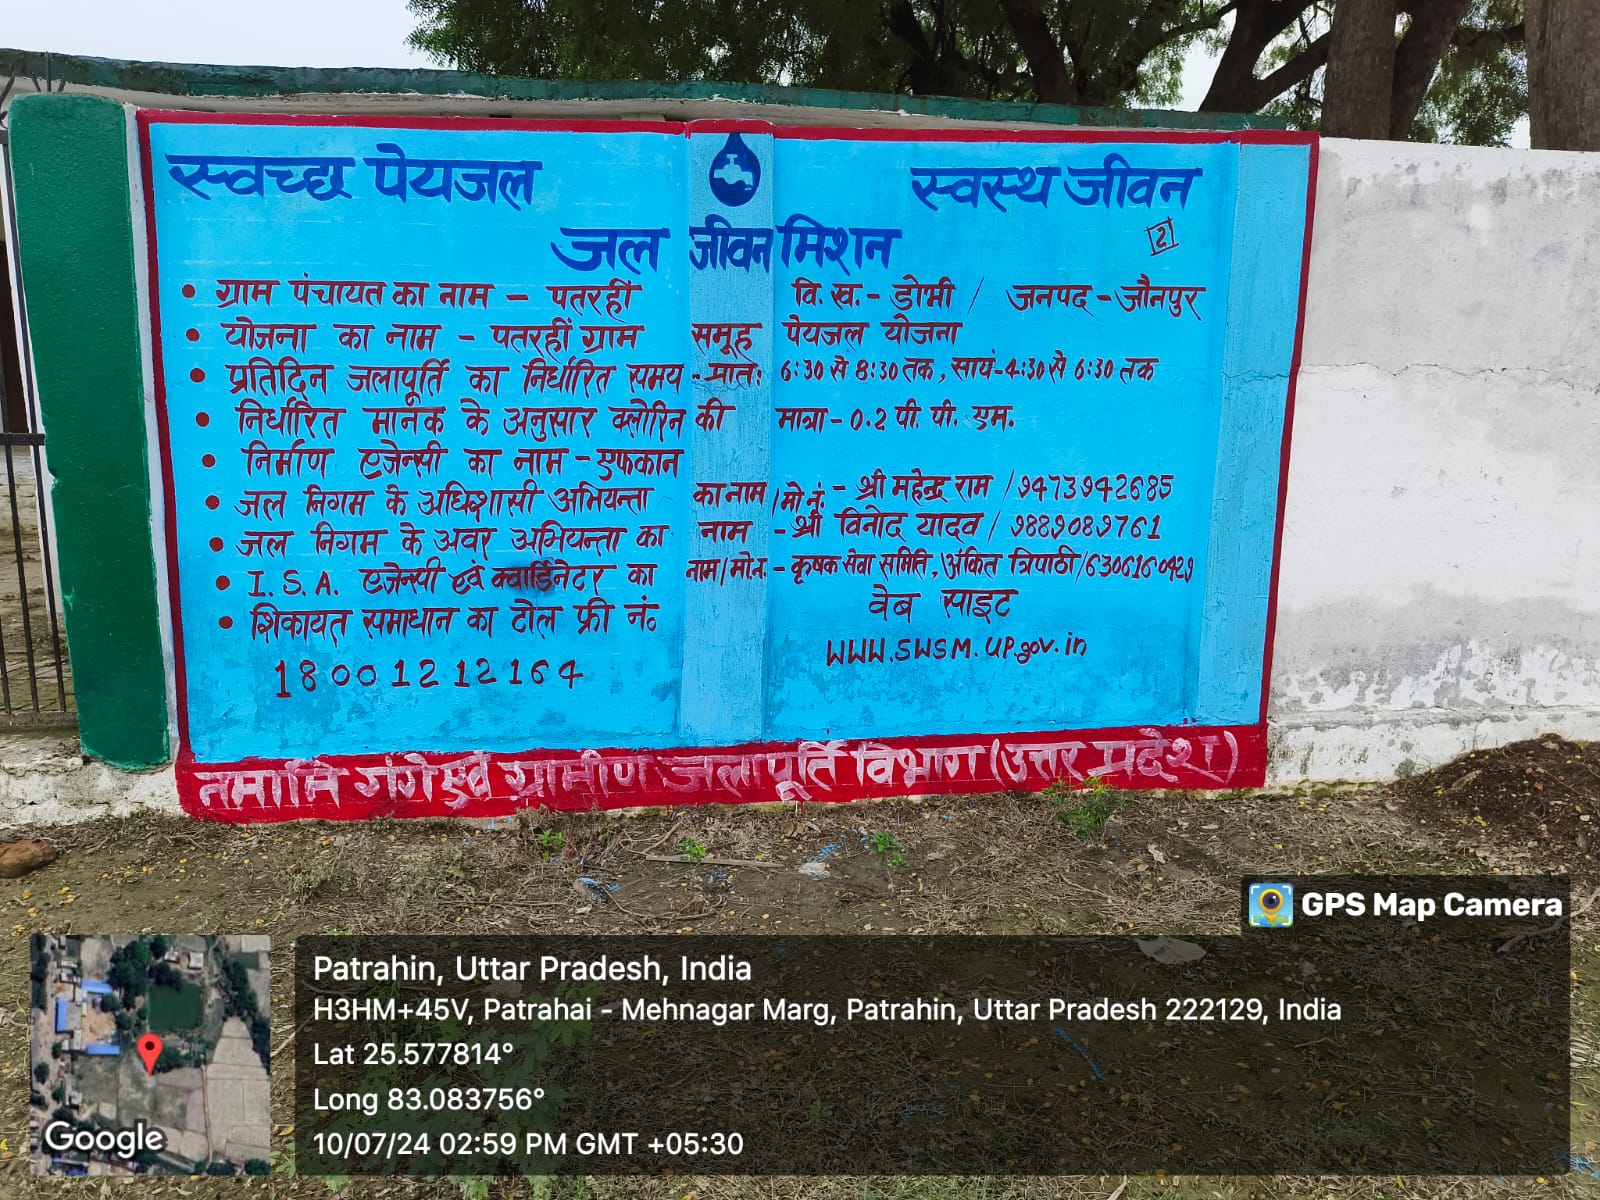 स्वच्छ पेयजल स्वस्थ जीवन
जल जीवन मिशन
2
• ग्राम पंचायत का नाम – पतरहीं वि. ख.- डोभी / जनपद – जौनपुर
• योजना का नाम – पतरहीं ग्राम समूह पेयजल योजना
• प्रतिदिन जलापूर्ति का निर्धारित समय - प्रातः 6:30 से 8:30 तक, सायं-4:30 से 6:30 तक
• निर्धारित मानक के अनुसार क्लोरिन की मात्रा - 0.2 पी. पी. एम.
• निर्माण एजेन्सी का नाम – एफकान
• जल निगम के अधिशासी अभियन्ता का नाम /मो.नं. - श्री महेन्द्र राम /9473942685
• जल निगम के अवर अभियन्ता का नाम - श्री विनोद यादव / 9889089761
• I.S.A. एजेन्सी एवं क्वार्डिनेटर का नाम/मो.न. - कृषक सेवा समिति, अंकित त्रिपाठी /6306160429
• शिकायत समाधान का टोल फ्री नं. वेब साइट
18001212164 www.swsm.up.gov.in
नमामि गंगे एवं ग्रामीण जलापूर्ति विभाग (उत्तर प्रदेश)
GPS Map Camera
Patrahin, Uttar Pradesh, India
H3HM+45V, Patrahai - Mehnagar Marg, Patrahin, Uttar Pradesh 222129, India
Lat 25.577814°
Long 83.083756°
10/07/24 02:59 PM GMT +05:30
Google